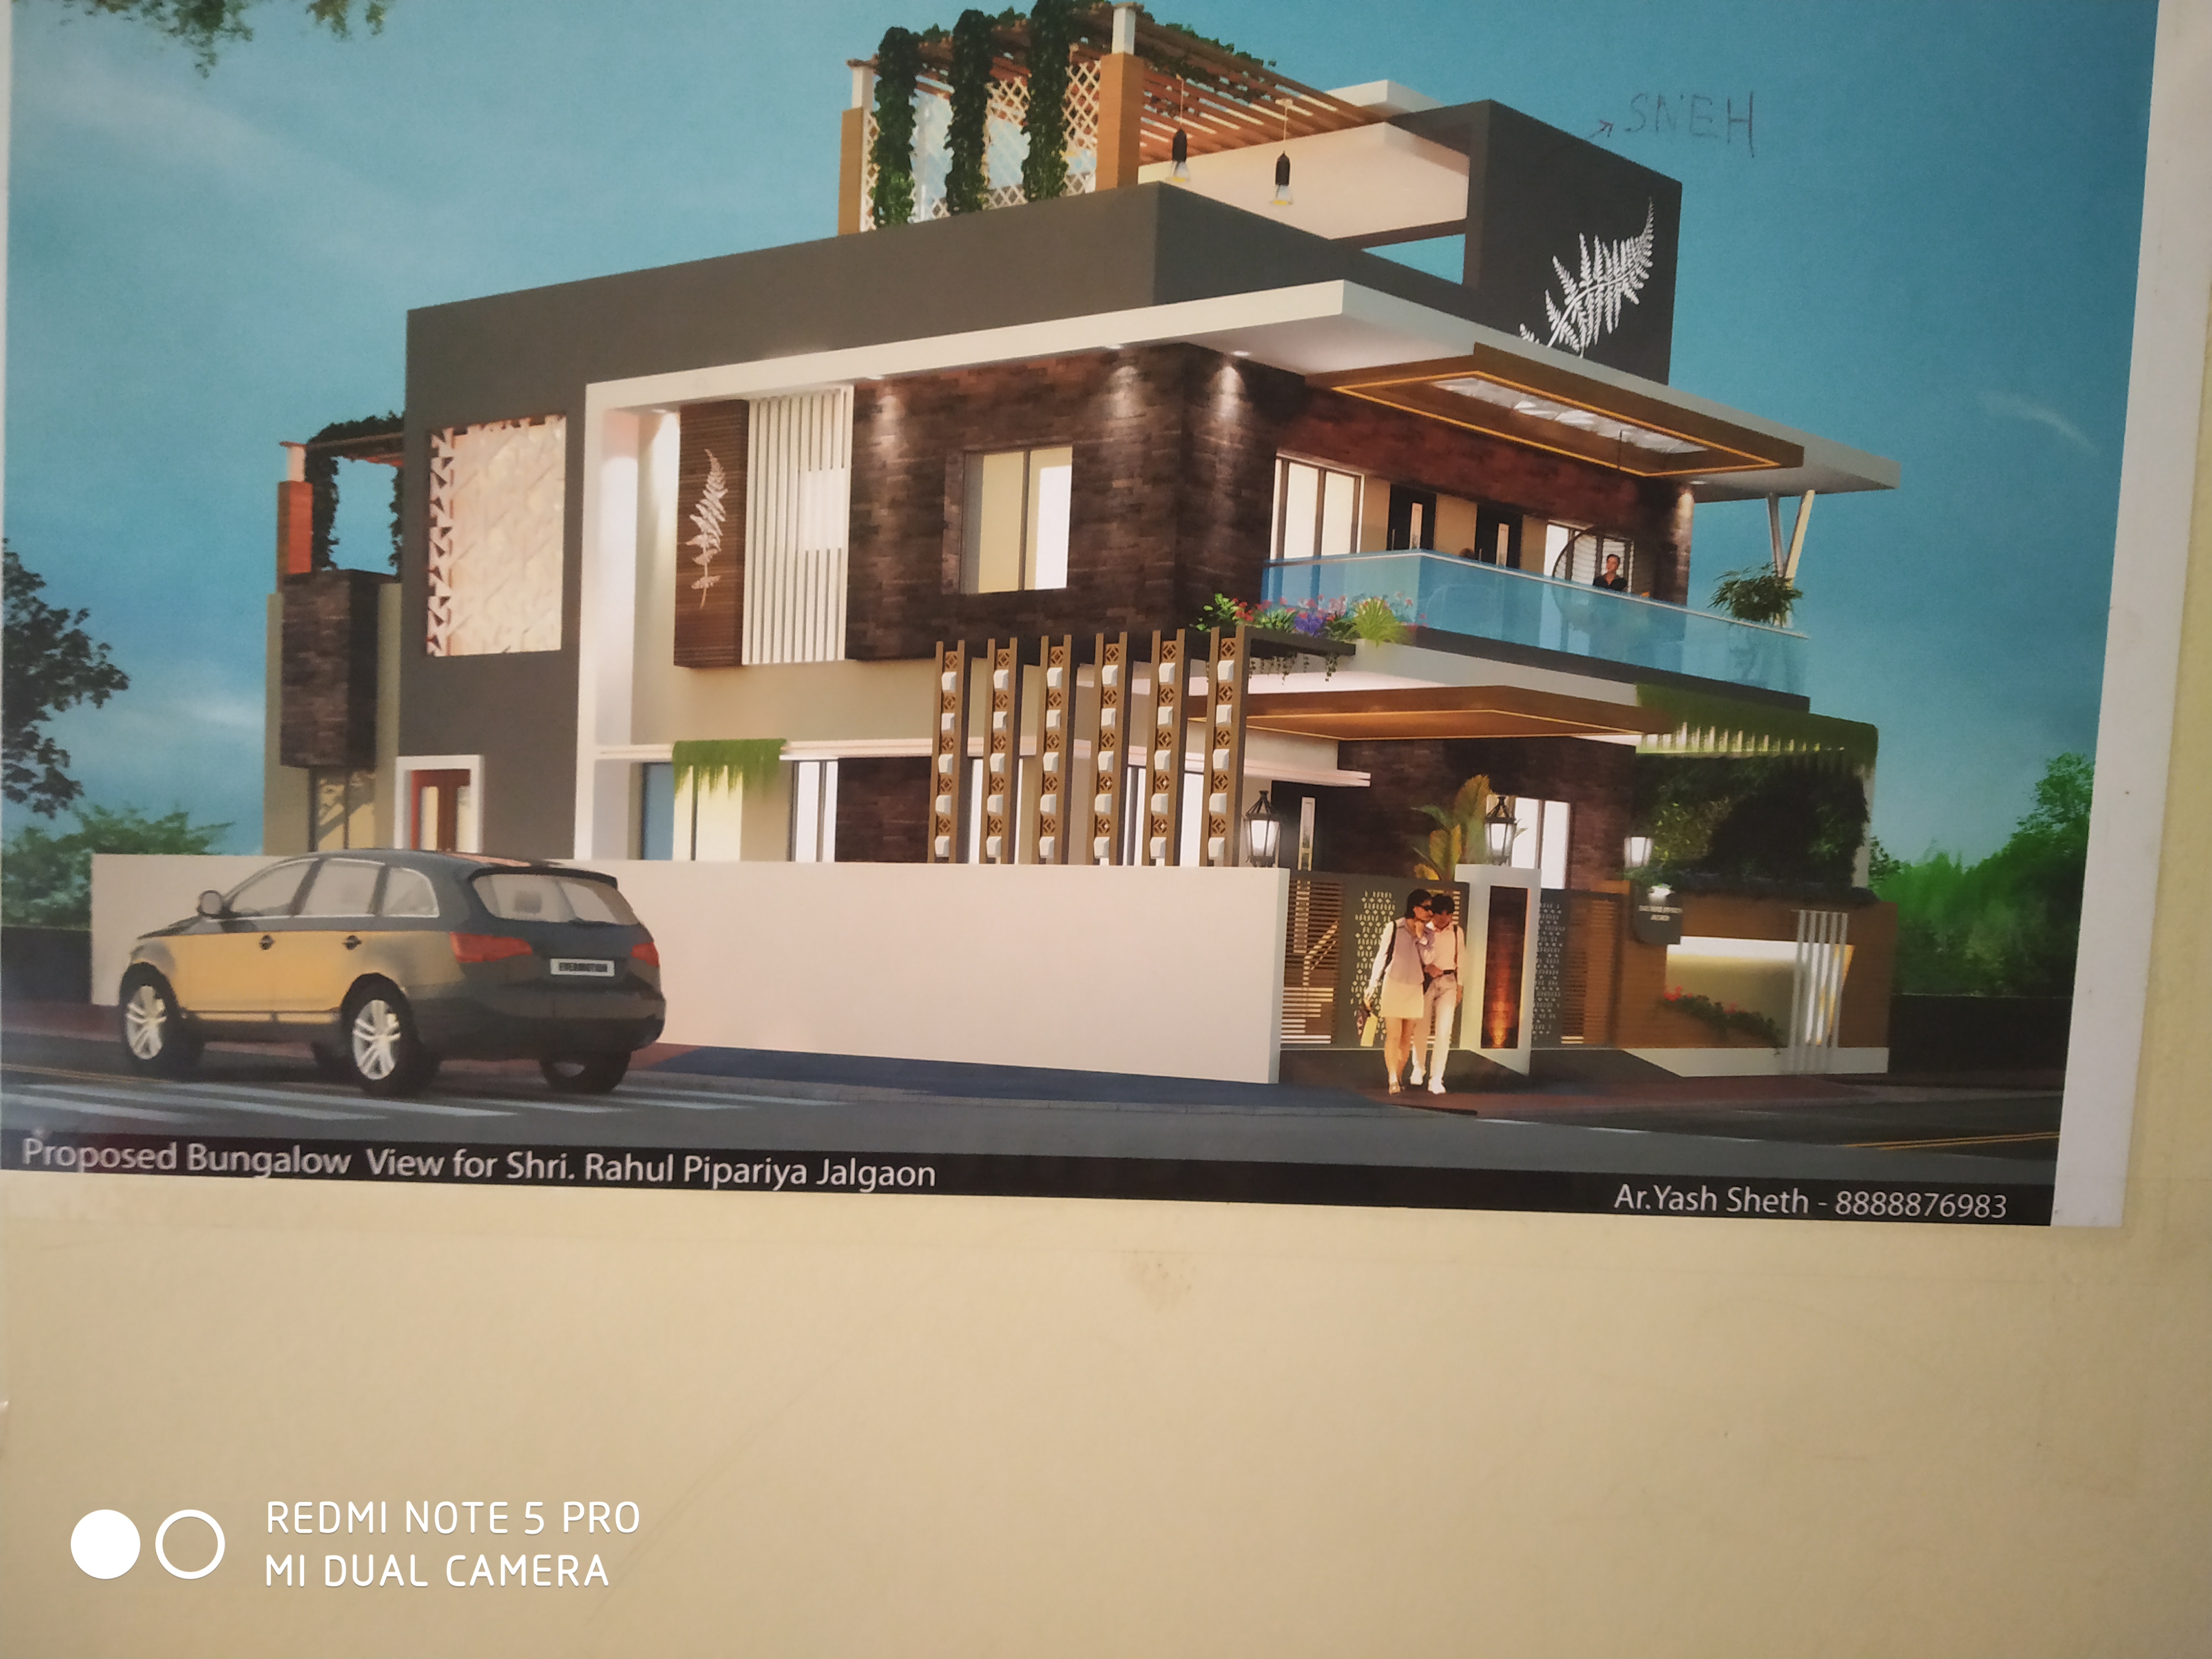 SNEH
EVERMOTION
Proposed Bungalow View for Shri. Rahul Pipariya Jalgaon
Ar.Yash Sheth - 8888876983
REDMI NOTE 5 PRO
MI DUAL CAMERA